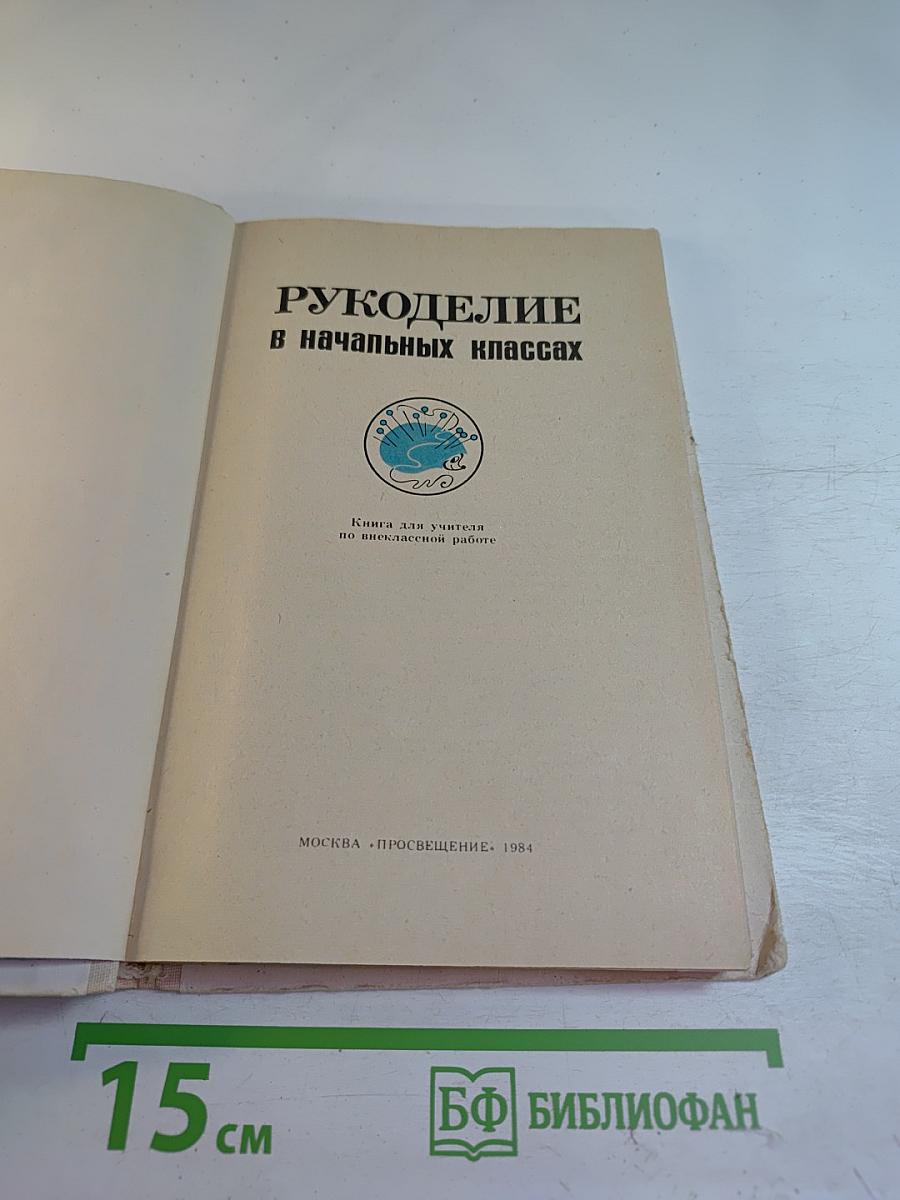 РУКОДЕЛИЕ
в начальных классах
Книга для учителя
по внеклассной работе
МОСКВА «ПРОСВЕЩЕНИЕ» 1984
15 см
БФ БИБЛИОФАН